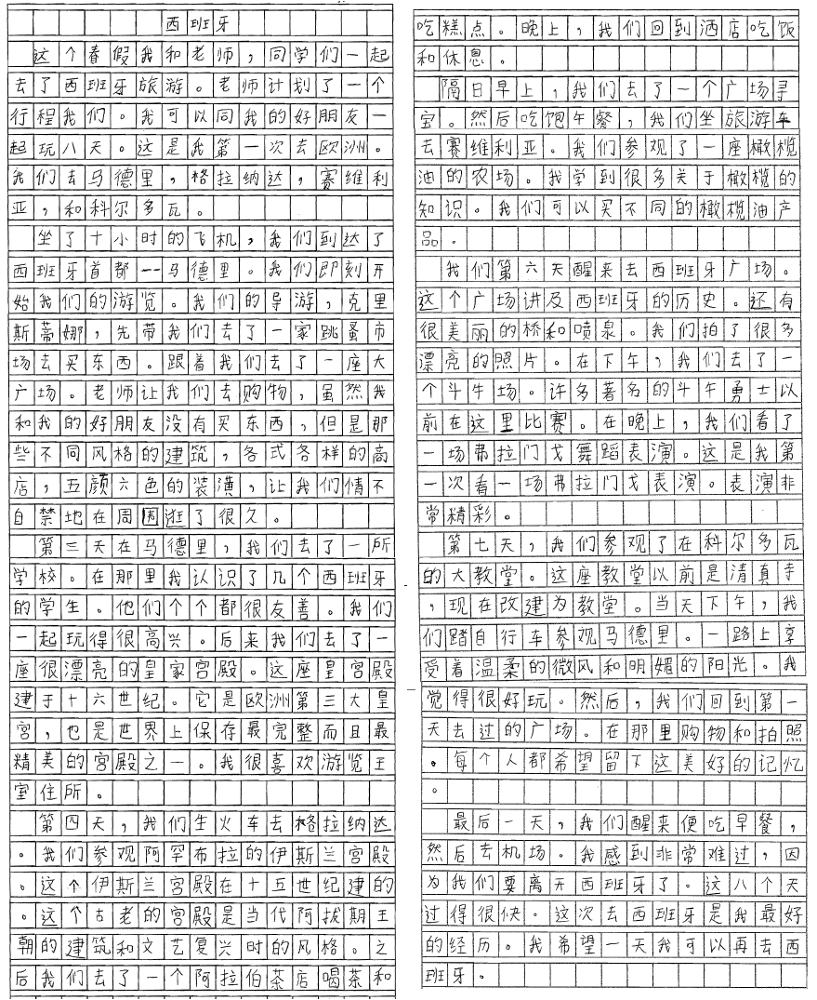 西班牙
这个春假我和老师，同学们一起
去了西班牙旅游。老师计划了一个
行程我们。我可以同我的好朋友一
起玩八天。这是我第一次去欧洲。
我们去马德里，格拉纳达，赛维利
亚，和科尔多瓦。
坐了十小时的飞机，我们到达了
西班牙首都--马德里。我们即刻开
始我们的游览。我们的导游，克里
斯蒂娜，先带我们去了一家跳蚤市
场去买东西。跟着我们去了一座大
广场。老师让我们去购物，虽然我
和我的好朋友没有买东西，但是那
些不同风格的建筑，各式各样的商
店，五颜六色的装潢，让我们情不
自禁地在周围逛了很久。
第三天在马德里，我们去了一所
学校。在那里我认识了几个西班牙
的学生。他们个个都很友善。我们
一起玩得很高兴。后来我们去了一
座很漂亮的皇家宫殿。这座皇宫殿
建于十六世纪。它是欧洲第三大皇
宫，也是世界上保存最完整而且最
精美的宫殿之一。我很喜欢游览王
室住所。
第四天，我们坐火车去格拉纳达
。我们参观阿罕布拉的伊斯兰宫殿
。这个伊斯兰宫殿在十五世纪建的
。这个古老的宫殿是当代阿拔期王
朝的建筑和文艺复兴时的风格。之
后我们去了一个阿拉伯茶店喝茶和
吃糕点。晚上，我们回到酒店吃饭
和休息。
隔日早上，我们去了一个广场寻
宝。然后吃饱午餐，我们坐旅游车
去赛维利亚。我们参观了一座橄榄
油的农场。我学到很多关于橄榄的
知识。我们可以买不同的橄榄油产
品。
我们第六天醒来去西班牙广场。
这个广场讲及西班牙的历史。还有
很美丽的桥和喷泉。我们拍了很多
漂亮的照片。在下午，我们去了一
个斗牛场。许多著名的斗午勇士以
前在这里比赛。在晚上，我们看了
一场弗拉门戈舞蹈表演。这是我第
一次看一场弗拉门戈表演。表演非
常精彩。
第七天，我们参观了在科尔多瓦
的大教堂。这座教堂以前是清真寺
，现在改建为教堂。当天下午，我
们踏自行车参观马德里。一路上享
受着温柔的微风和明媚的阳光。我
觉得很好玩。然后，我们回到第一
天去过的广场。在那里购物和拍照
。每个人都希望留下这美好的记忆
。
最后一天，我们醒来便吃早餐，
然后去机场。我感到非常难过，因
为我们要离开西班牙了。这八个天
过得很快。这次去西班牙是我最好
的经历。我希望一天我可以再去西
班牙。